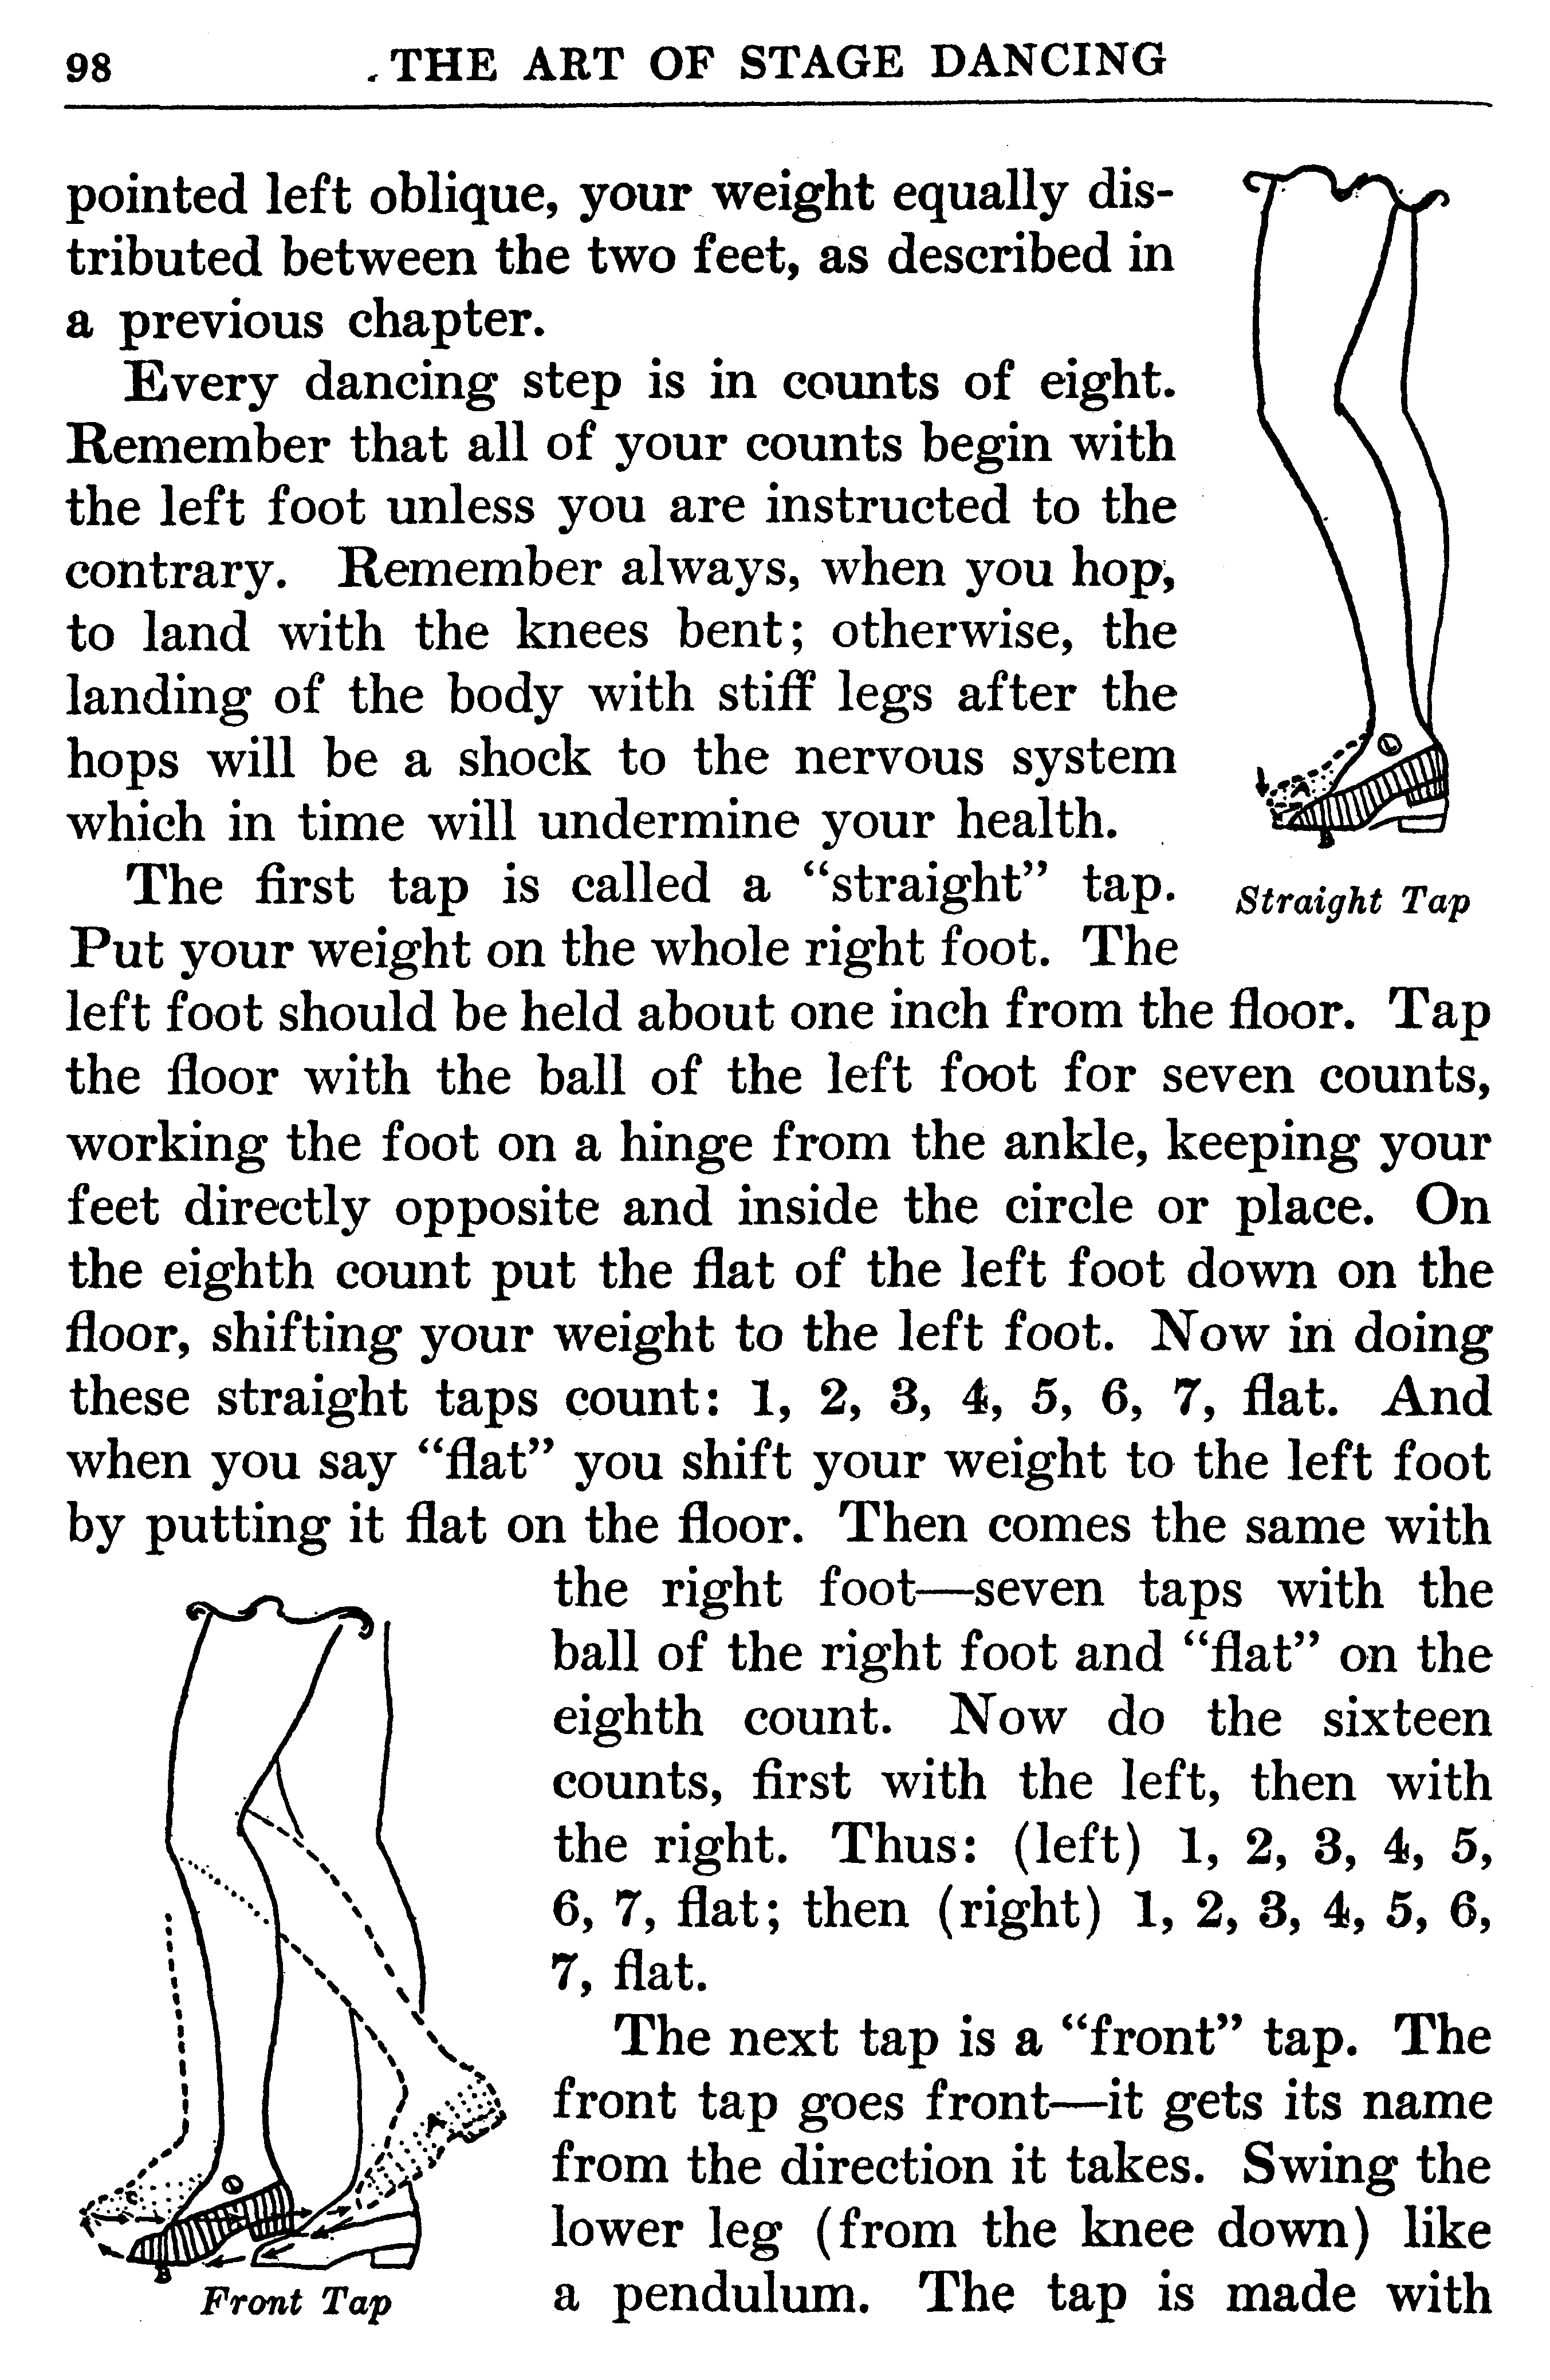 98 THE ART OF STAGE DANCING
pointed left oblique, your weight equally dis-
tributed between the two feet, as described in
a previous chapter.
Every dancing step is in counts of eight.
Remember that all of your counts begin with
the left foot unless you are instructed to the
contrary. Remember always, when you hop,
to land with the knees bent; otherwise, the
landing of the body with stiff legs after the
hops will be a shock to the nervous system
which in time will undermine your health.
The first tap is called a “straight” tap.
Straight Tap
Put your weight on the whole right foot. The
left foot should be held about one inch from the floor. Tap
the floor with the ball of the left foot for seven counts,
working the foot on a hinge from the ankle, keeping your
feet directly opposite and inside the circle or place. On
the eighth count put the flat of the left foot down on the
floor, shifting your weight to the left foot. Now in doing
these straight taps count: 1, 2, 3, 4, 5, 6, 7, flat. And
when you say “flat” you shift your weight to the left foot
by putting it flat on the floor. Then comes the same with
the right foot—seven taps with the
ball of the right foot and “flat” on the
eighth count. Now do the sixteen
counts, first with the left, then with
the right. Thus: (left) 1, 2, 3, 4, 5,
6, 7, flat; then (right) 1, 2, 3, 4, 5, 6,
7, flat.
The next tap is a “front” tap. The
front tap goes front—it gets its name
from the direction it takes. Swing the
lower leg (from the knee down) like
a pendulum. The tap is made with
Front Tap